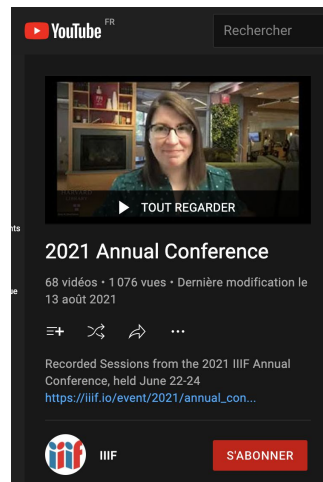 YouTube FR
Rechercher
TOUT REGARDER
nts
ue
2021 Annual Conference
68 vidéos • 1 076 vues • Dernière modification le
13 août 2021
Recorded Sessions from the 2021 IIIF Annual
Conference, held June 22-24
https://iiif.io/event/2021/annual_con...
IIIF
S'ABONNER